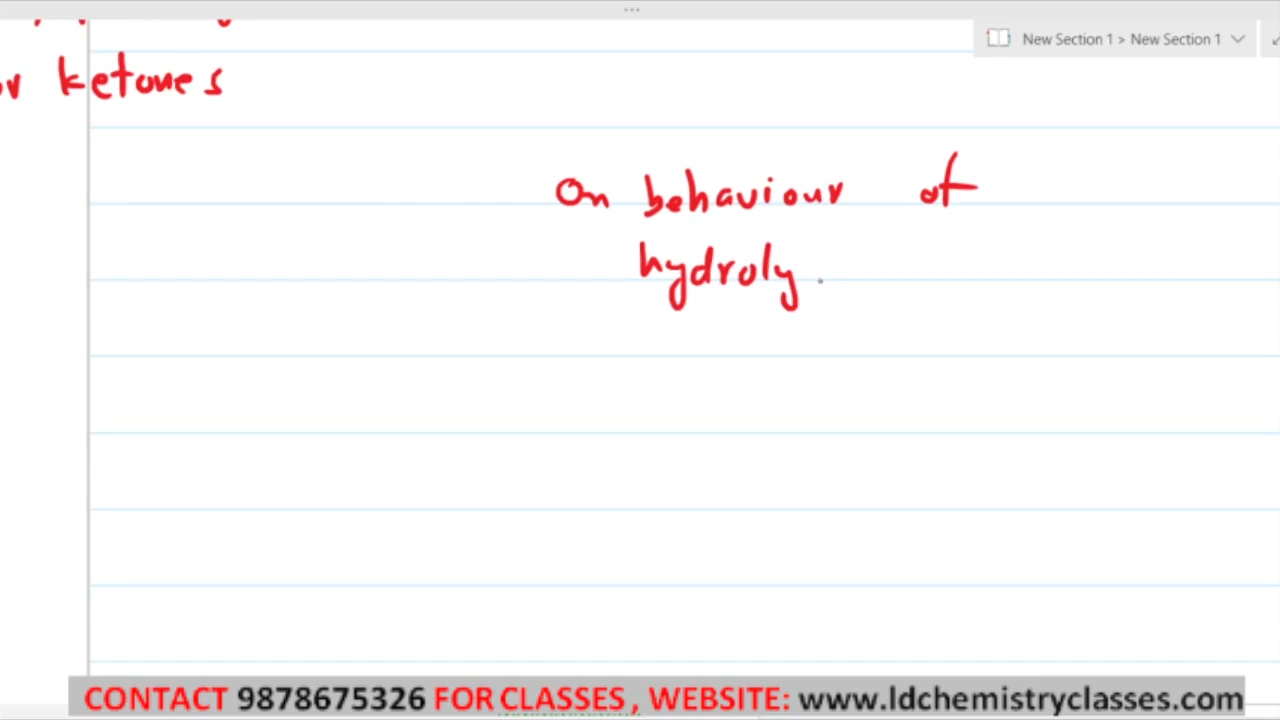 New Section 1 > New Section 1
ketones
On behaviour of
hydroly
CONTACT 9878675326 FOR CLASSES , WEBSITE: www.ldchemistryclasses.com